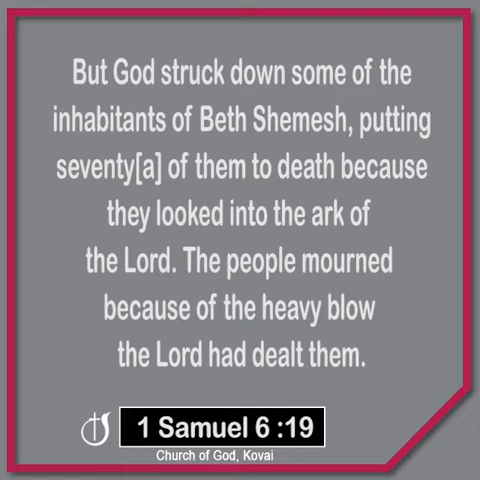 But God struck down some of the
inhabitants of Beth Shemesh, putting
seventy[a] of them to death because
they looked into the ark of
the Lord. The people mourned
because of the heavy blow
the Lord had dealt them.
1 Samuel 6 :19
Church of God, Kovai